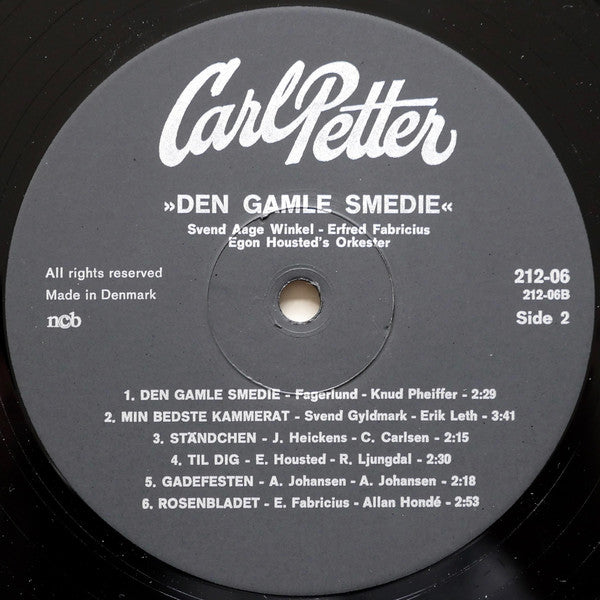 Carl Petter
»DEN GAMLE SMEDIE«
Svend Aage Winkel - Erfred Fabricius
Egon Housted's Orkester
All rights reserved
Made in Denmark
ncb
212-06
212-06B
Side 2
1. DEN GAMLE SMEDIE - Fagerlund - Knud Pheiffer - 2:29
2. MIN BEDSTE KAMMERAT - Svend Gyldmark - Erik Leth - 3:41
3. STÄNDCHEN - J. Heickens - C. Carlsen - 2:15
4. TIL DIG - E. Housted - R. Ljungdal - 2:30
5. GADEFESTEN - A. Johansen - A. Johansen - 2:18
6. ROSENBLADET - E. Fabricius - Allan Hondé - 2:53